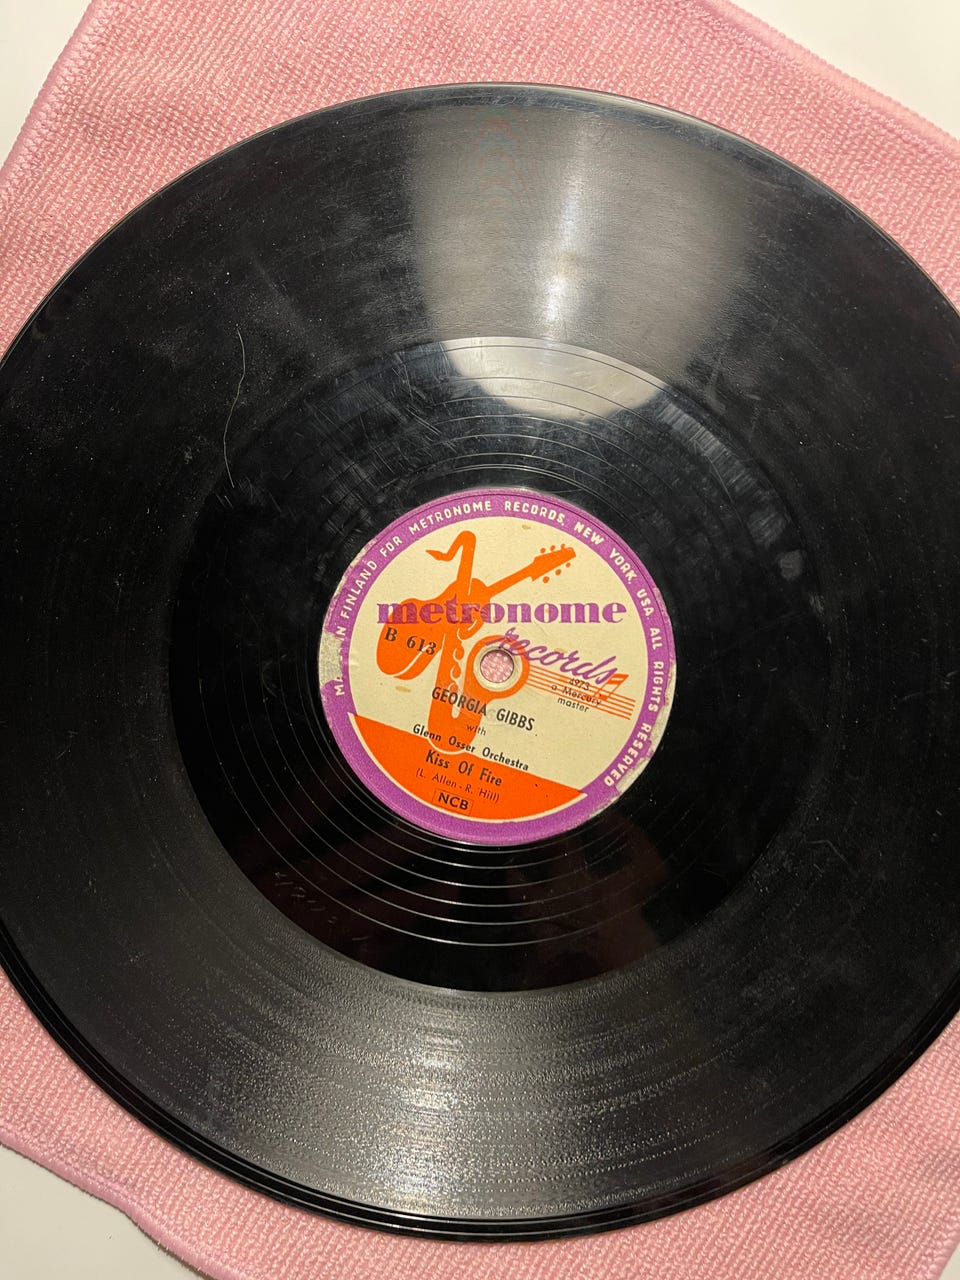 IN FINLAND FOR METRONOME RECORDS, NEW YORK, USA. ALL RIGHTS RESERVED
metronome
records
B 613
4973
a Mercury
master
GEORGIA GIBBS
with
Glenn Osser Orchestra
Kiss Of Fire
(L. Allen - R. Hill)
NCB